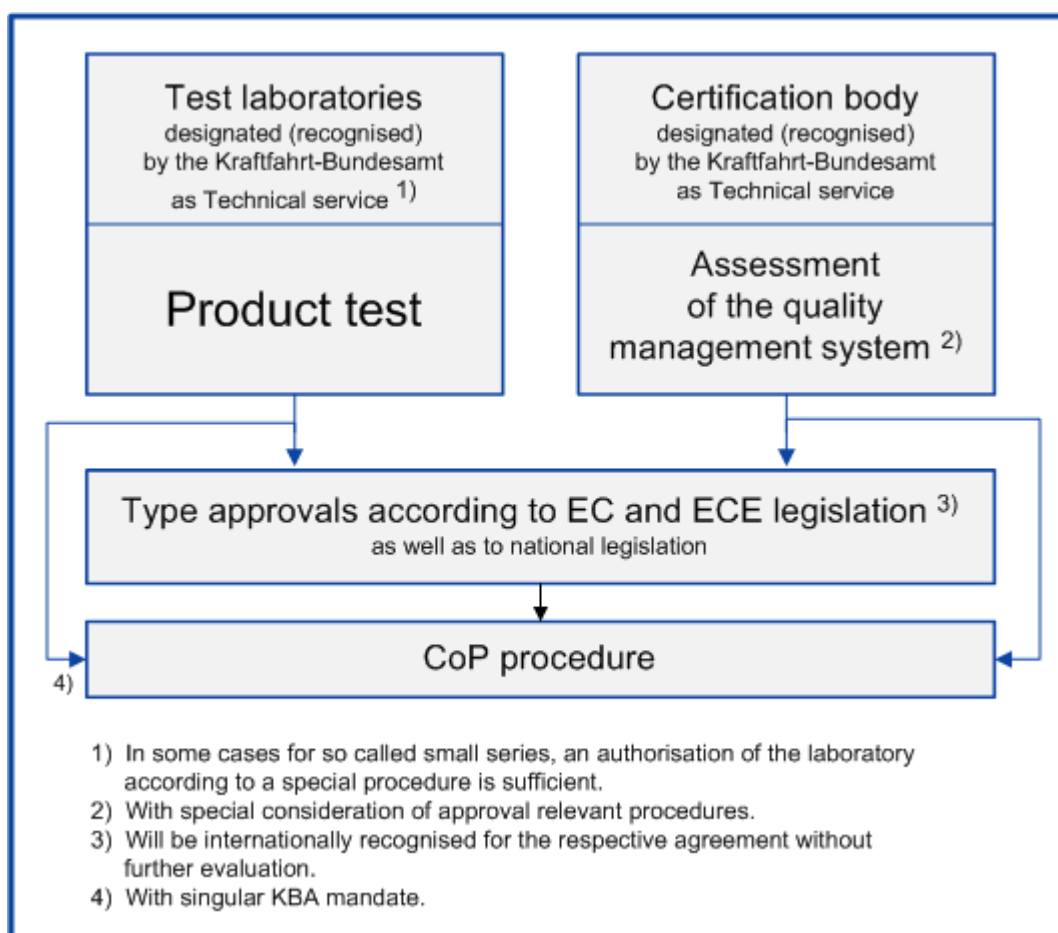 Test laboratories
designated (recognised)
by the Kraftfahrt-Bundesamt
as Technical service 1)
Product test
Certification body
designated (recognised)
by the Kraftfahrt-Bundesamt
as Technical service
Assessment
of the quality
management system 2)
Type approvals according to EC and ECE legislation 3)
as well as to national legislation
CoP procedure
4)
1) In some cases for so called small series, an authorisation of the laboratory
according to a special procedure is sufficient.
2) With special consideration of approval relevant procedures.
3) Will be internationally recognised for the respective agreement without
further evaluation.
4) With singular KBA mandate.